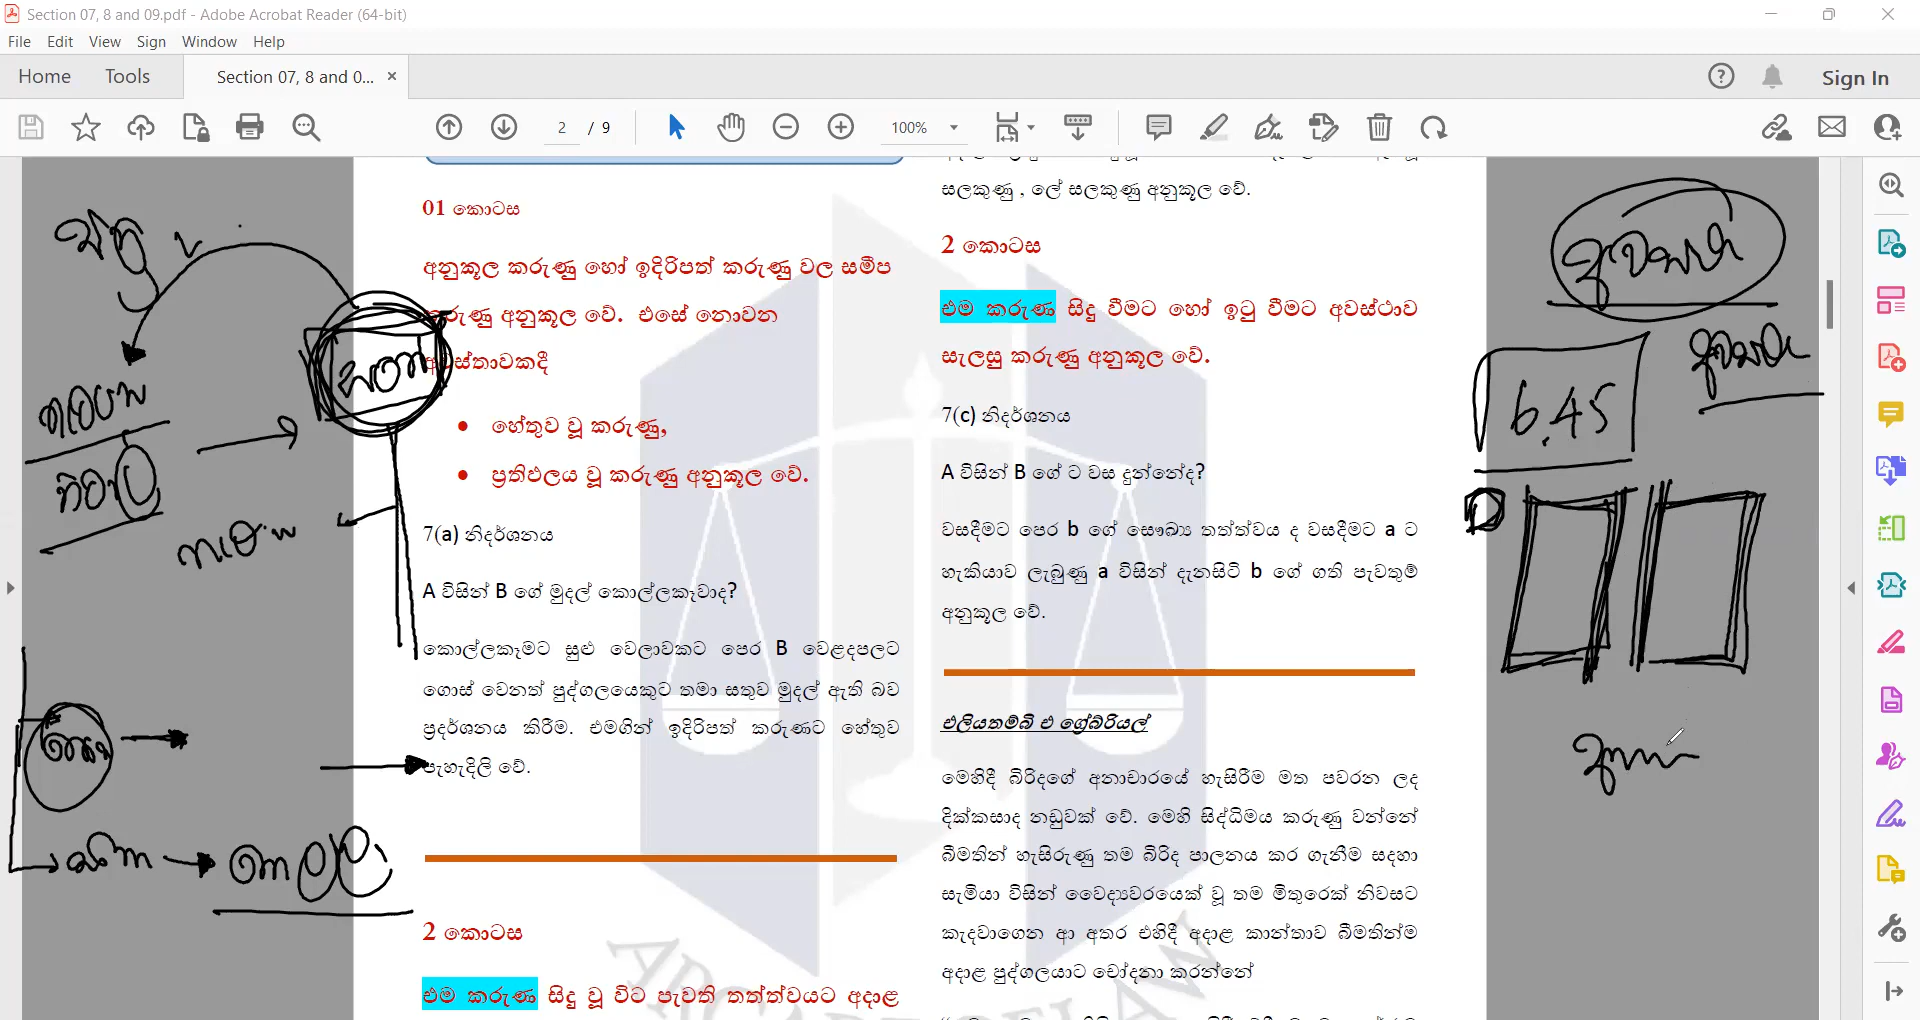 Section 07, 8 and 09.pdf - Adobe Acrobat Reader (64-bit)
File Edit View Sign Window Help
Home Tools Section 07, 8 and 0... × Sign In
2 / 9 100%
01 කොටස
අනුකූල කරුණු හෝ ඉදිරිපත් කරුණු වල සමීප
කරුණු අනුකූල වේ. එසේ නොවන
අවස්තාවකදී
• හේතුව වූ කරුණු,
• ප්‍රතිඵලය වූ කරුණු අනුකූල වේ.
7(a) නිදර්ශනය
A විසින් B ගේ මුදල් කොල්ලකෑවාද?
කොල්ලකෑමට සුළු වෙලාවකට පෙර B වෙළඳපලට
ගොස් වෙනත් පුද්ගලයෙකුට තමා සතුව මුදල් ඇති බව
ප්‍රදර්ශනය කිරීම. එමගින් ඉදිරිපත් කරුණට හේතුව
පැහැදිලි වේ.
2 කොටස
එම කරුණ සිදු වූ විට පැවති තත්ත්වයට අදාළ
සලකුණු , ලේ සලකුණු අනුකූල වේ.
2 කොටස
එම කරුණ සිදු වීමට හෝ ඉටු වීමට අවස්ථාව
සැලසු කරුණු අනුකූල වේ.
7(c) නිදර්ශනය
A විසින් B ගේ ට වස දුන්නේද?
වසදීමට පෙර b ගේ සෞඛ්‍ය තත්ත්වය ද වසදීමට a ට
හැකියාව ලැබුණු a විසින් දැනසිටි b ගේ ගති පැවතුම්
අනුකූල වේ.
එලියතම්බි එ ග්‍රේබ්රියල්
මෙහිදී බිරිදගේ අනාචාරයේ හැසිරීම මත පවරන ලද
දික්කසාද නඩුවක් වේ. මෙහි සිද්ධිමය කරුණු වන්නේ
බීමතින් හැසිරුණු තම බිරිද පාලනය කර ගැනීම සදහා
සැමියා විසින් වෛද්‍යවරයෙක් වූ තම මිතුරෙක් නිවසට
කැදවාගෙන ආ අතර එහිදී අදාළ කාන්තාව බීමතින්ම
අදාළ පුද්ගලයාට චෝදනා කරන්නේ
6.45